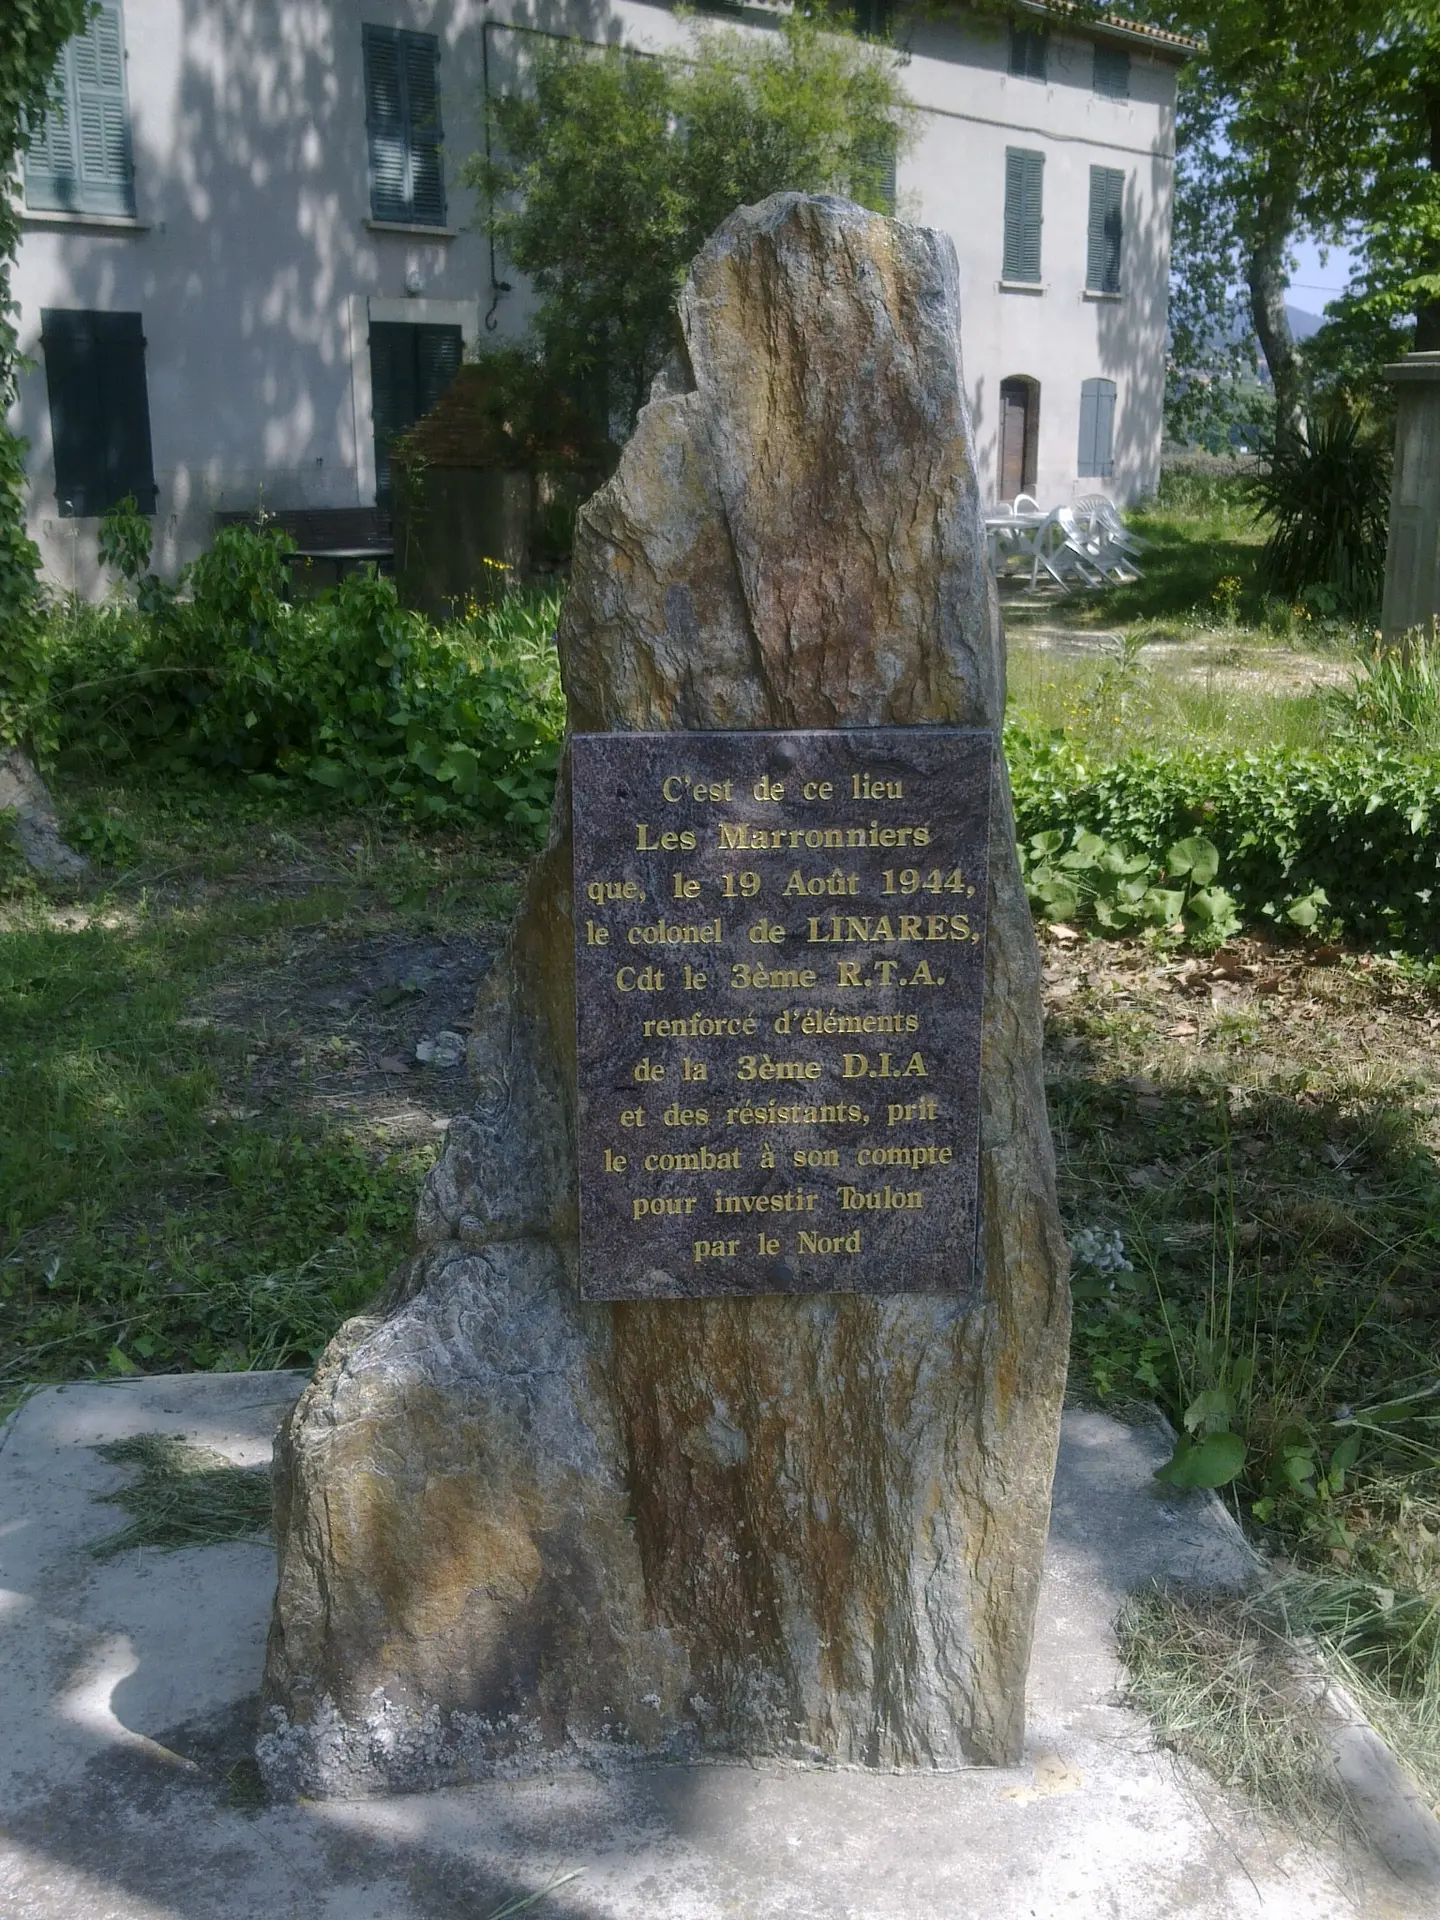 C'est de ce lieu
Les Marronniers
que, le 19 Août 1944,
le colonel de LINARES,
Cdt le 3ème R.T.A.
renforcé d'éléments
de la 3ème D.I.A
et des résistants, prit
le combat à son compte
pour investir Toulon
par le Nord